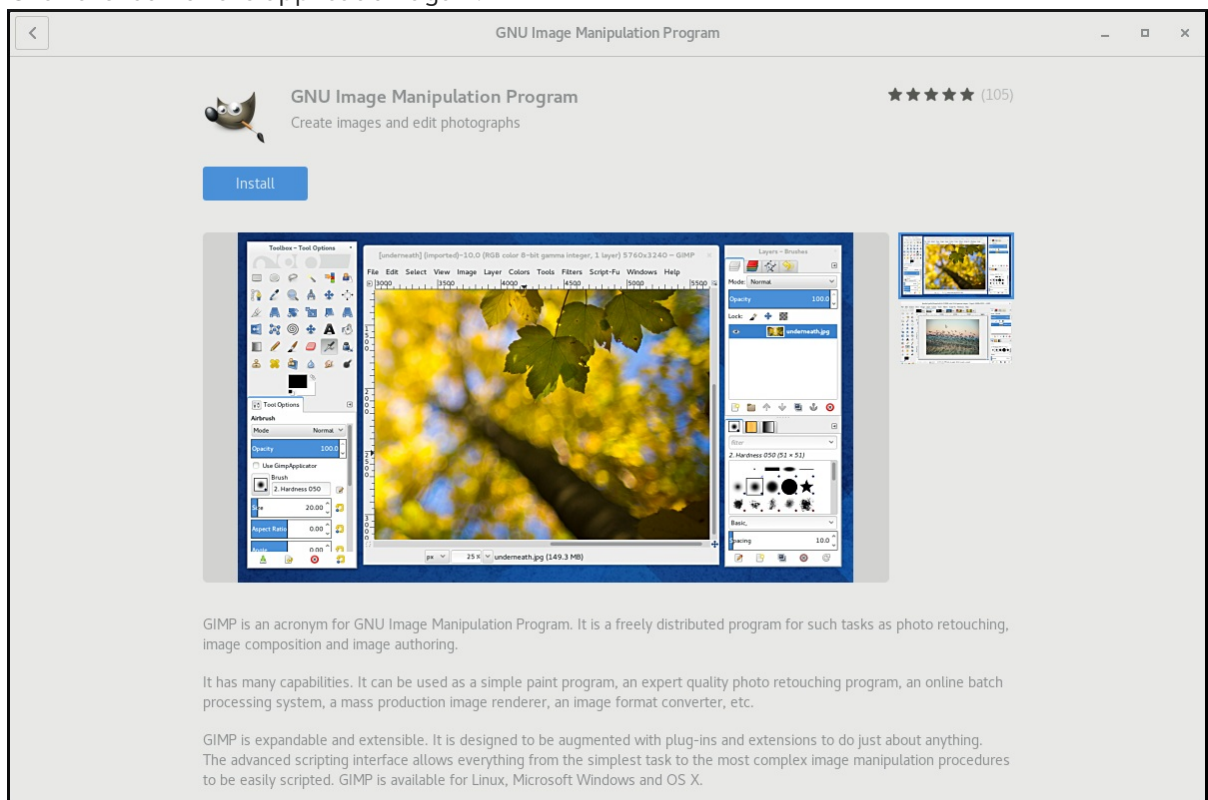 GNU Image Manipulation Program
GNU Image Manipulation Program
(105)
Create images and edit photographs
Install
Toolbox - Tool Options
[underneath] (imported)-10.0 (RGB color 8-bit gamma integer, 1 layer) 5760x3240 – GIMP
Layers - Brushes
File Edit Select View Image Layer Colors Tools Filters Script-Fu Windows Help
3000 3500 4000 4500 5000 5500
Mode: Normal
Opacity 100.0
Lock:
underneath.jpg
Tool Options
Airbrush
Mode Normal
Opacity 100.0
Use GimpApplicator
Brush
2. Hardness 050
Size 20.00
Aspect Ratio 0.00
Angle 0.00
filter
2. Hardness 050 (51 × 51)
Basic,
Spacing 10.0
px 25 % underneath.jpg (149.3 MB)
GIMP is an acronym for GNU Image Manipulation Program. It is a freely distributed program for such tasks as photo retouching,
image composition and image authoring.
It has many capabilities. It can be used as a simple paint program, an expert quality photo retouching program, an online batch
processing system, a mass production image renderer, an image format converter, etc.
GIMP is expandable and extensible. It is designed to be augmented with plug-ins and extensions to do just about anything.
The advanced scripting interface allows everything from the simplest task to the most complex image manipulation procedures
to be easily scripted. GIMP is available for Linux, Microsoft Windows and OS X.